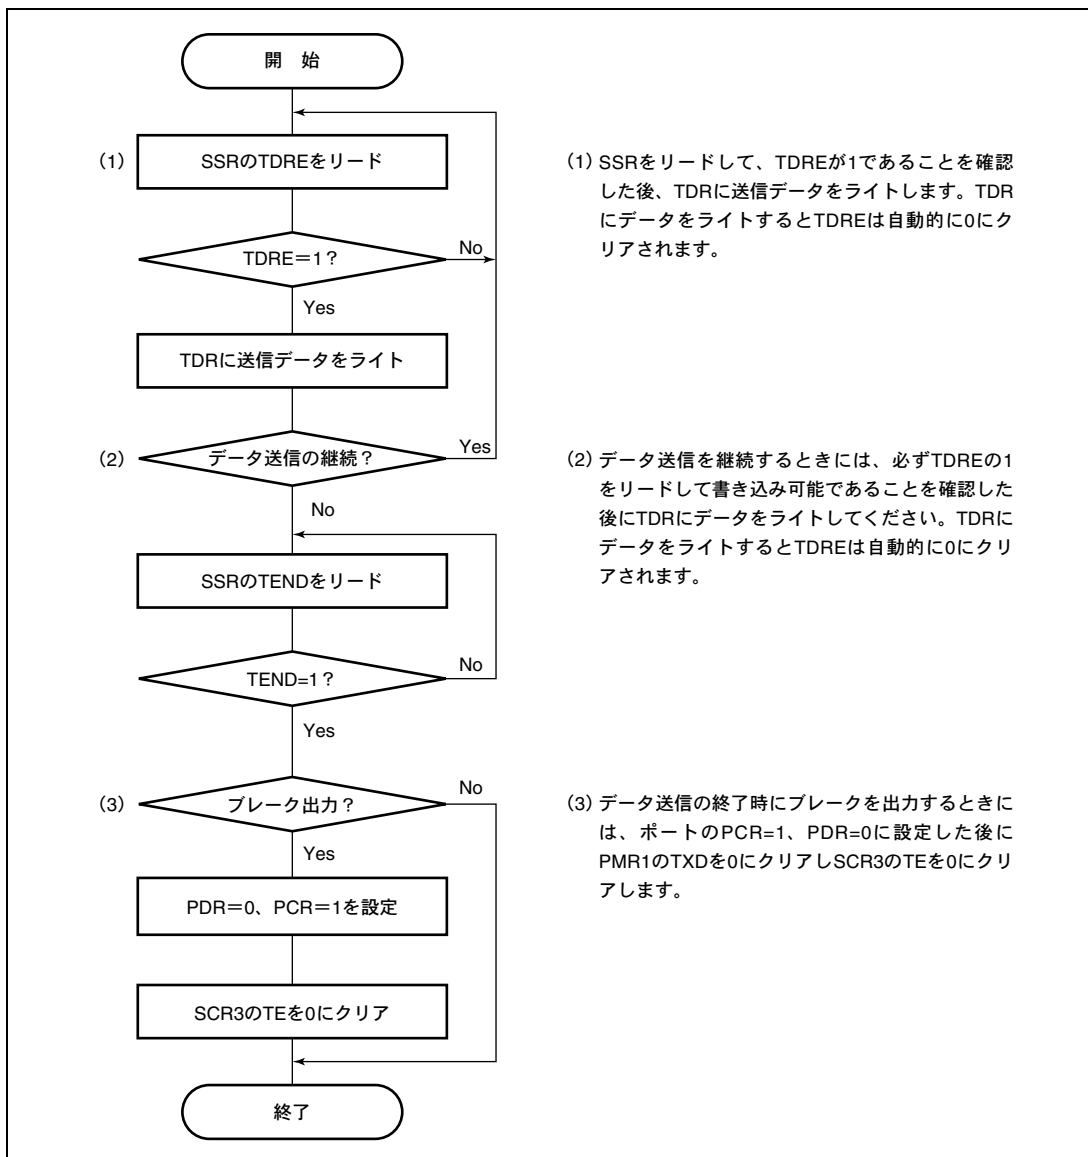 開 始
(1) SSRのTDREをリード
TDRE＝1？
No
Yes
TDRに送信データをライト
(2) データ送信の継続？
Yes
No
SSRのTENDをリード
TEND=1？
No
Yes
(3) ブレーク出力？
No
Yes
PDR＝0、PCR＝1を設定
SCR3のTEを0にクリア
終了
(1) SSRをリードして、TDREが1であることを確認
した後、TDRに送信データをライトします。TDR
にデータをライトするとTDREは自動的に0にク
リアされます。
(2) データ送信を継続するときには、必ずTDREの1
をリードして書き込み可能であることを確認した
後にTDRにデータをライトしてください。TDRに
データをライトするとTDREは自動的に0にクリ
アされます。
(3) データ送信の終了時にブレークを出力するときに
は、ポートのPCR=1、PDR=0に設定した後に
PMR1のTXDを0にクリアしSCR3のTEを0にクリ
アします。